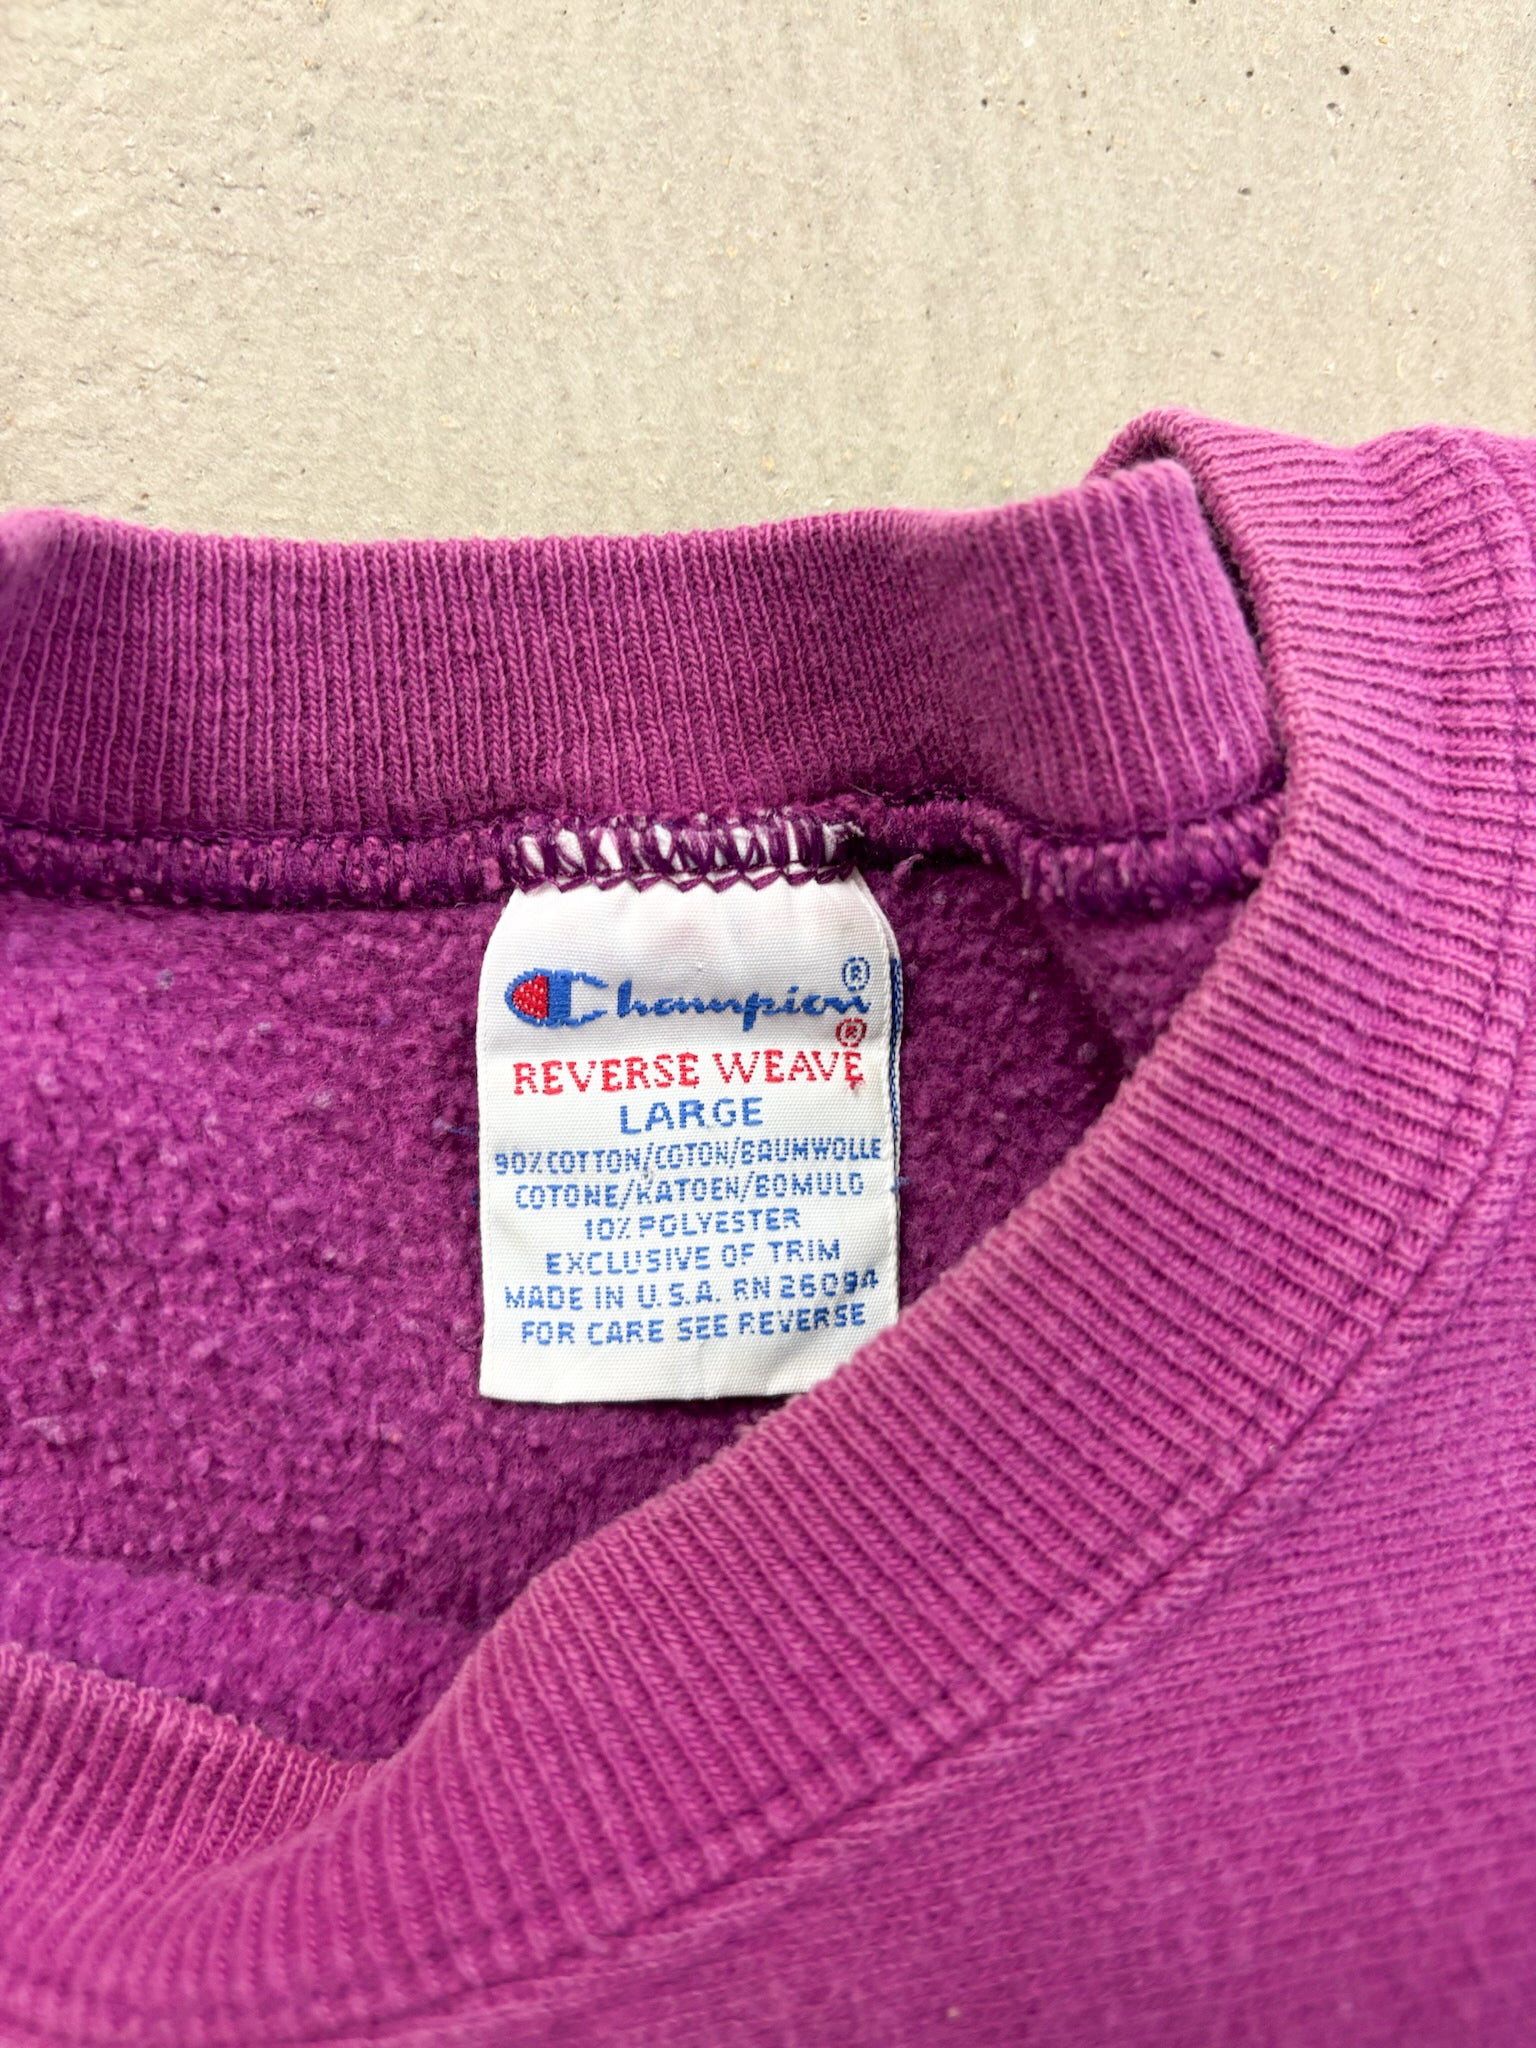 Champion®
®
REVERSE WEAVE
LARGE
90% COTTON/COTON/BAUMWOLLE
COTONE/KATOEN/BOMULD
10% POLYESTER
EXCLUSIVE OF TRIM
MADE IN U.S.A. RN 26094
FOR CARE SEE REVERSE